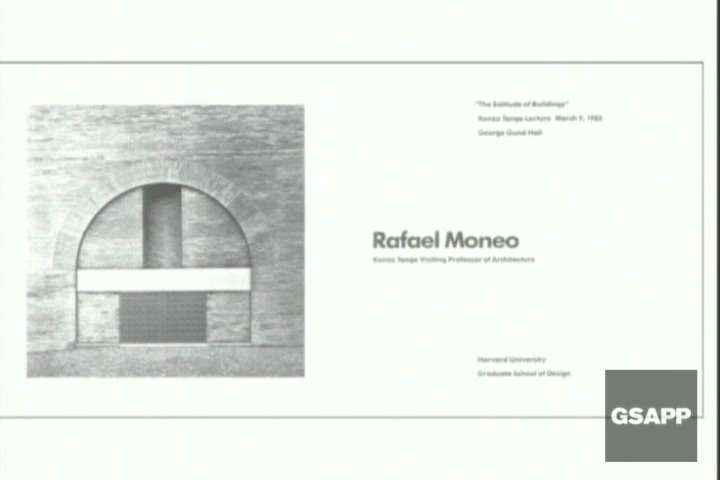 "The Solitude of Buildings"
Kenzo Tange Lecture March 9, 1985
George Gund Hall
Rafael Moneo
Kenzo Tange Visiting Professor of Architecture
Harvard University
Graduate School of Design
GSAPP